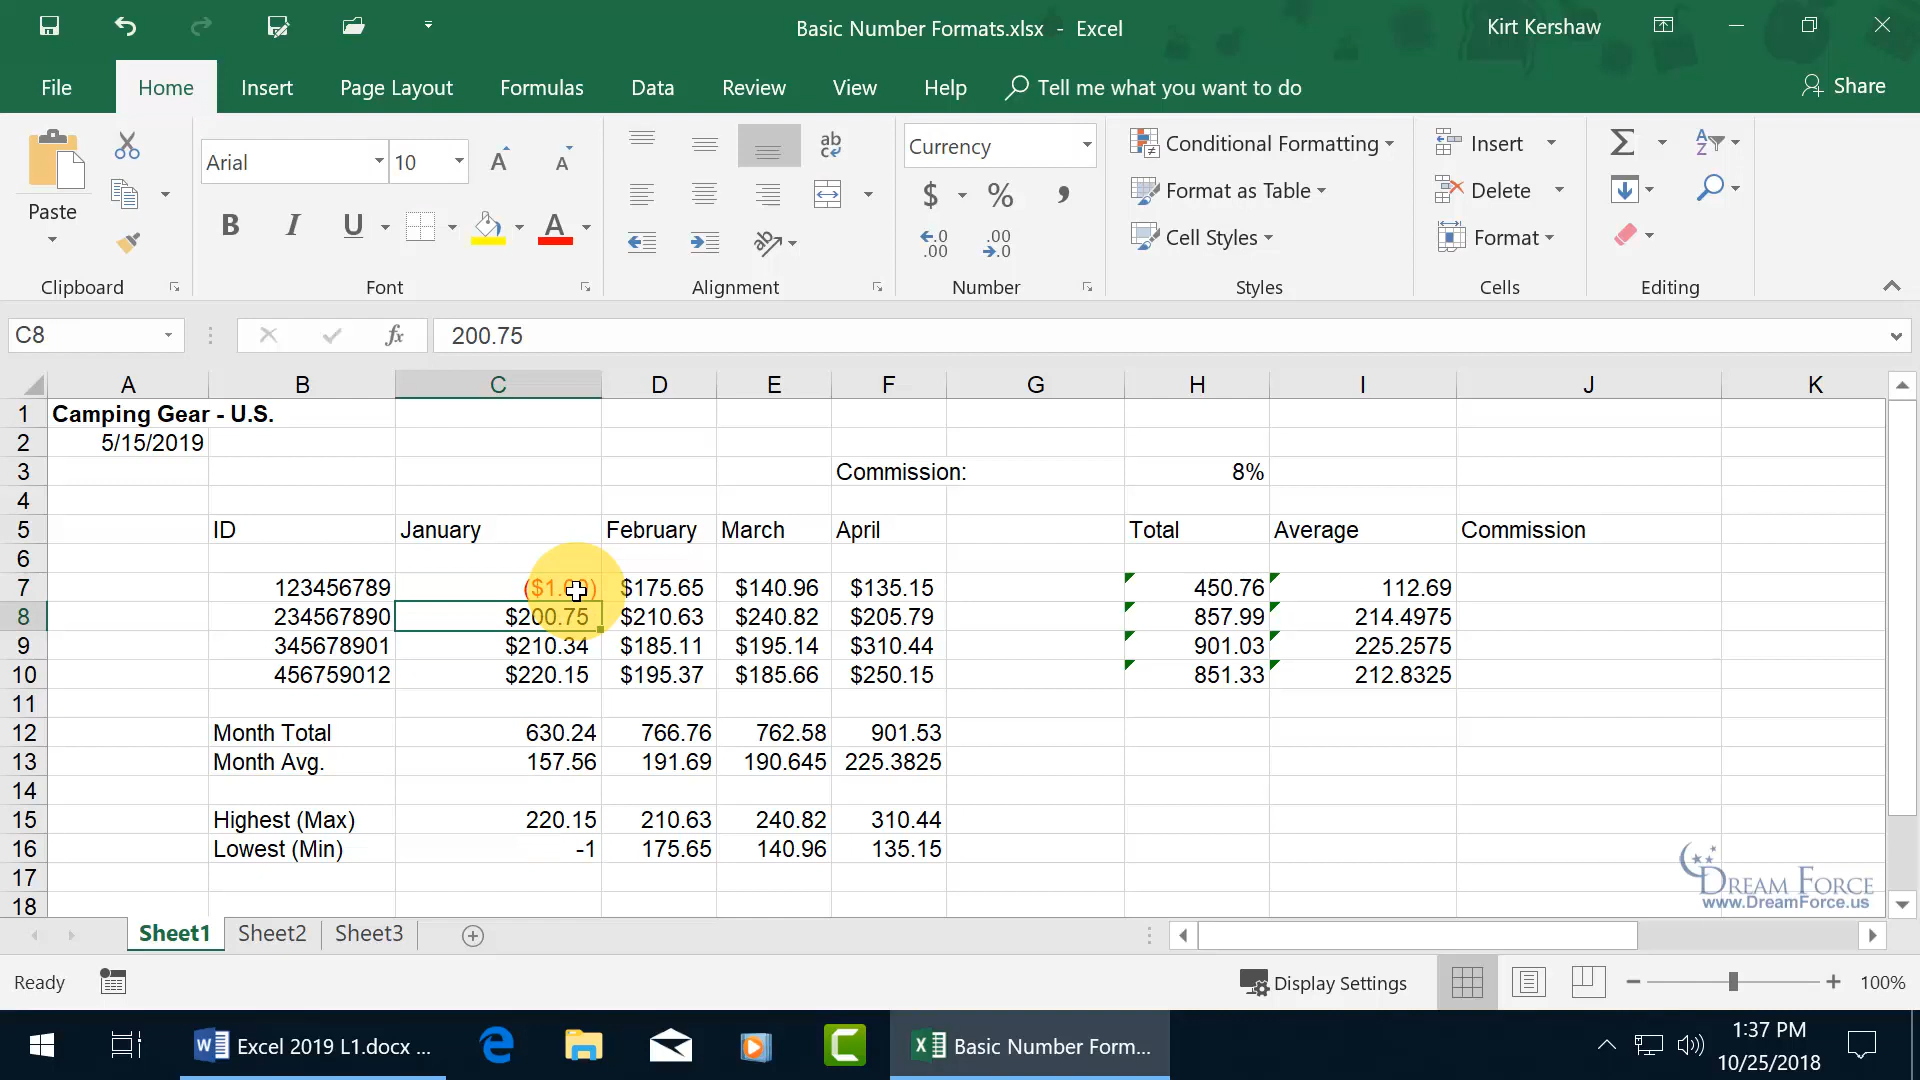 Basic Number Formats.xlsx - Excel
Kirt Kershaw
File Home Insert Page Layout Formulas Data Review View Help Tell me what you want to do Share
Paste
Clipboard
Arial 10
B I U A
Font
Alignment
Currency
$ % ,
Number
Conditional Formatting
Format as Table
Cell Styles
Styles
Insert
Delete
Format
Cells
Editing
C8 fx 200.75
A B C D E F G H I J K
1 Camping Gear - U.S.
2 5/15/2019
3 Commission: 8%
4
5 ID January February March April Total Average Commission
6
7 123456789 $175.65 $140.96 $135.15 450.76 112.69
8 234567890 $200.75 $210.63 $240.82 $205.79 857.99 214.4975
9 345678901 $210.34 $185.11 $195.14 $310.44 901.03 225.2575
10 456759012 $220.15 $195.37 $185.66 $250.15 851.33 212.8325
11
12 Month Total 630.24 766.76 762.58 901.53
13 Month Avg. 157.56 191.69 190.645 225.3825
14
15 Highest (Max) 220.15 210.63 240.82 310.44
16 Lowest (Min) -1 175.65 140.96 135.15
17
18
Dream Force
www.DreamForce.us
Sheet1 Sheet2 Sheet3
Ready Display Settings 100%
Excel 2019 L1.docx ... Basic Number Form...
1:37 PM
10/25/2018